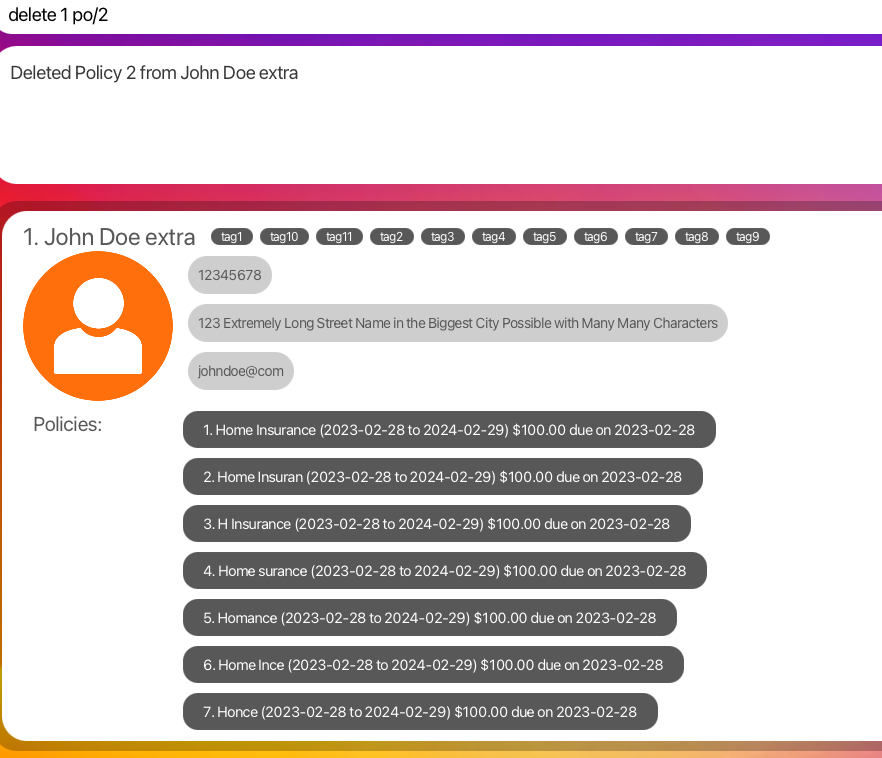 delete 1 po/2
Deleted Policy 2 from John Doe extra
1. John Doe extra tag1 tag10 tag11 tag2 tag3 tag4 tag5 tag6 tag7 tag8 tag9
12345678
123 Extremely Long Street Name in the Biggest City Possible with Many Many Characters
johndoe@com
Policies:
1. Home Insurance (2023-02-28 to 2024-02-29) $100.00 due on 2023-02-28
2. Home Insuran (2023-02-28 to 2024-02-29) $100.00 due on 2023-02-28
3. H Insurance (2023-02-28 to 2024-02-29) $100.00 due on 2023-02-28
4. Home surance (2023-02-28 to 2024-02-29) $100.00 due on 2023-02-28
5. Homance (2023-02-28 to 2024-02-29) $100.00 due on 2023-02-28
6. Home Ince (2023-02-28 to 2024-02-29) $100.00 due on 2023-02-28
7. Honce (2023-02-28 to 2024-02-29) $100.00 due on 2023-02-28